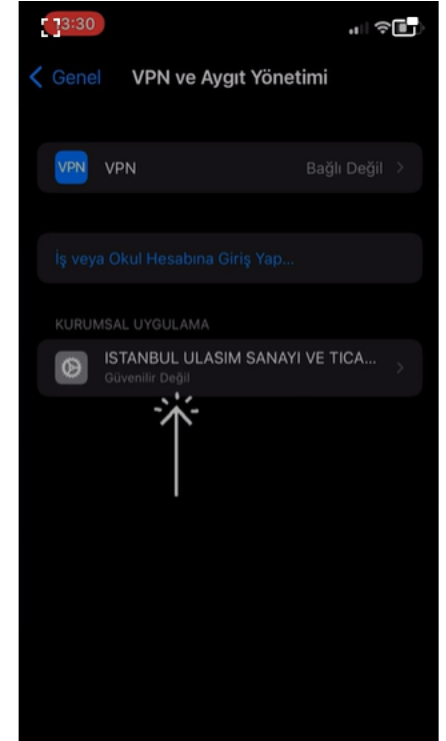 3:30
Genel
VPN ve Aygıt Yönetimi
VPN VPN Bağlı Değil
İş veya Okul Hesabına Giriş Yap...
KURUMSAL UYGULAMA
ISTANBUL ULASIM SANAYI VE TICA...
Güvenilir Değil